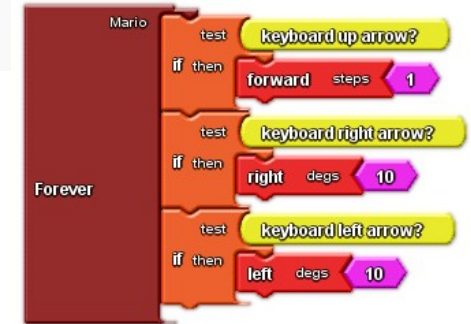 Mario
test keyboard up arrow?
if then forward steps 1
test keyboard right arrow?
if then right degs 10
Forever
test keyboard left arrow?
if then left degs 10